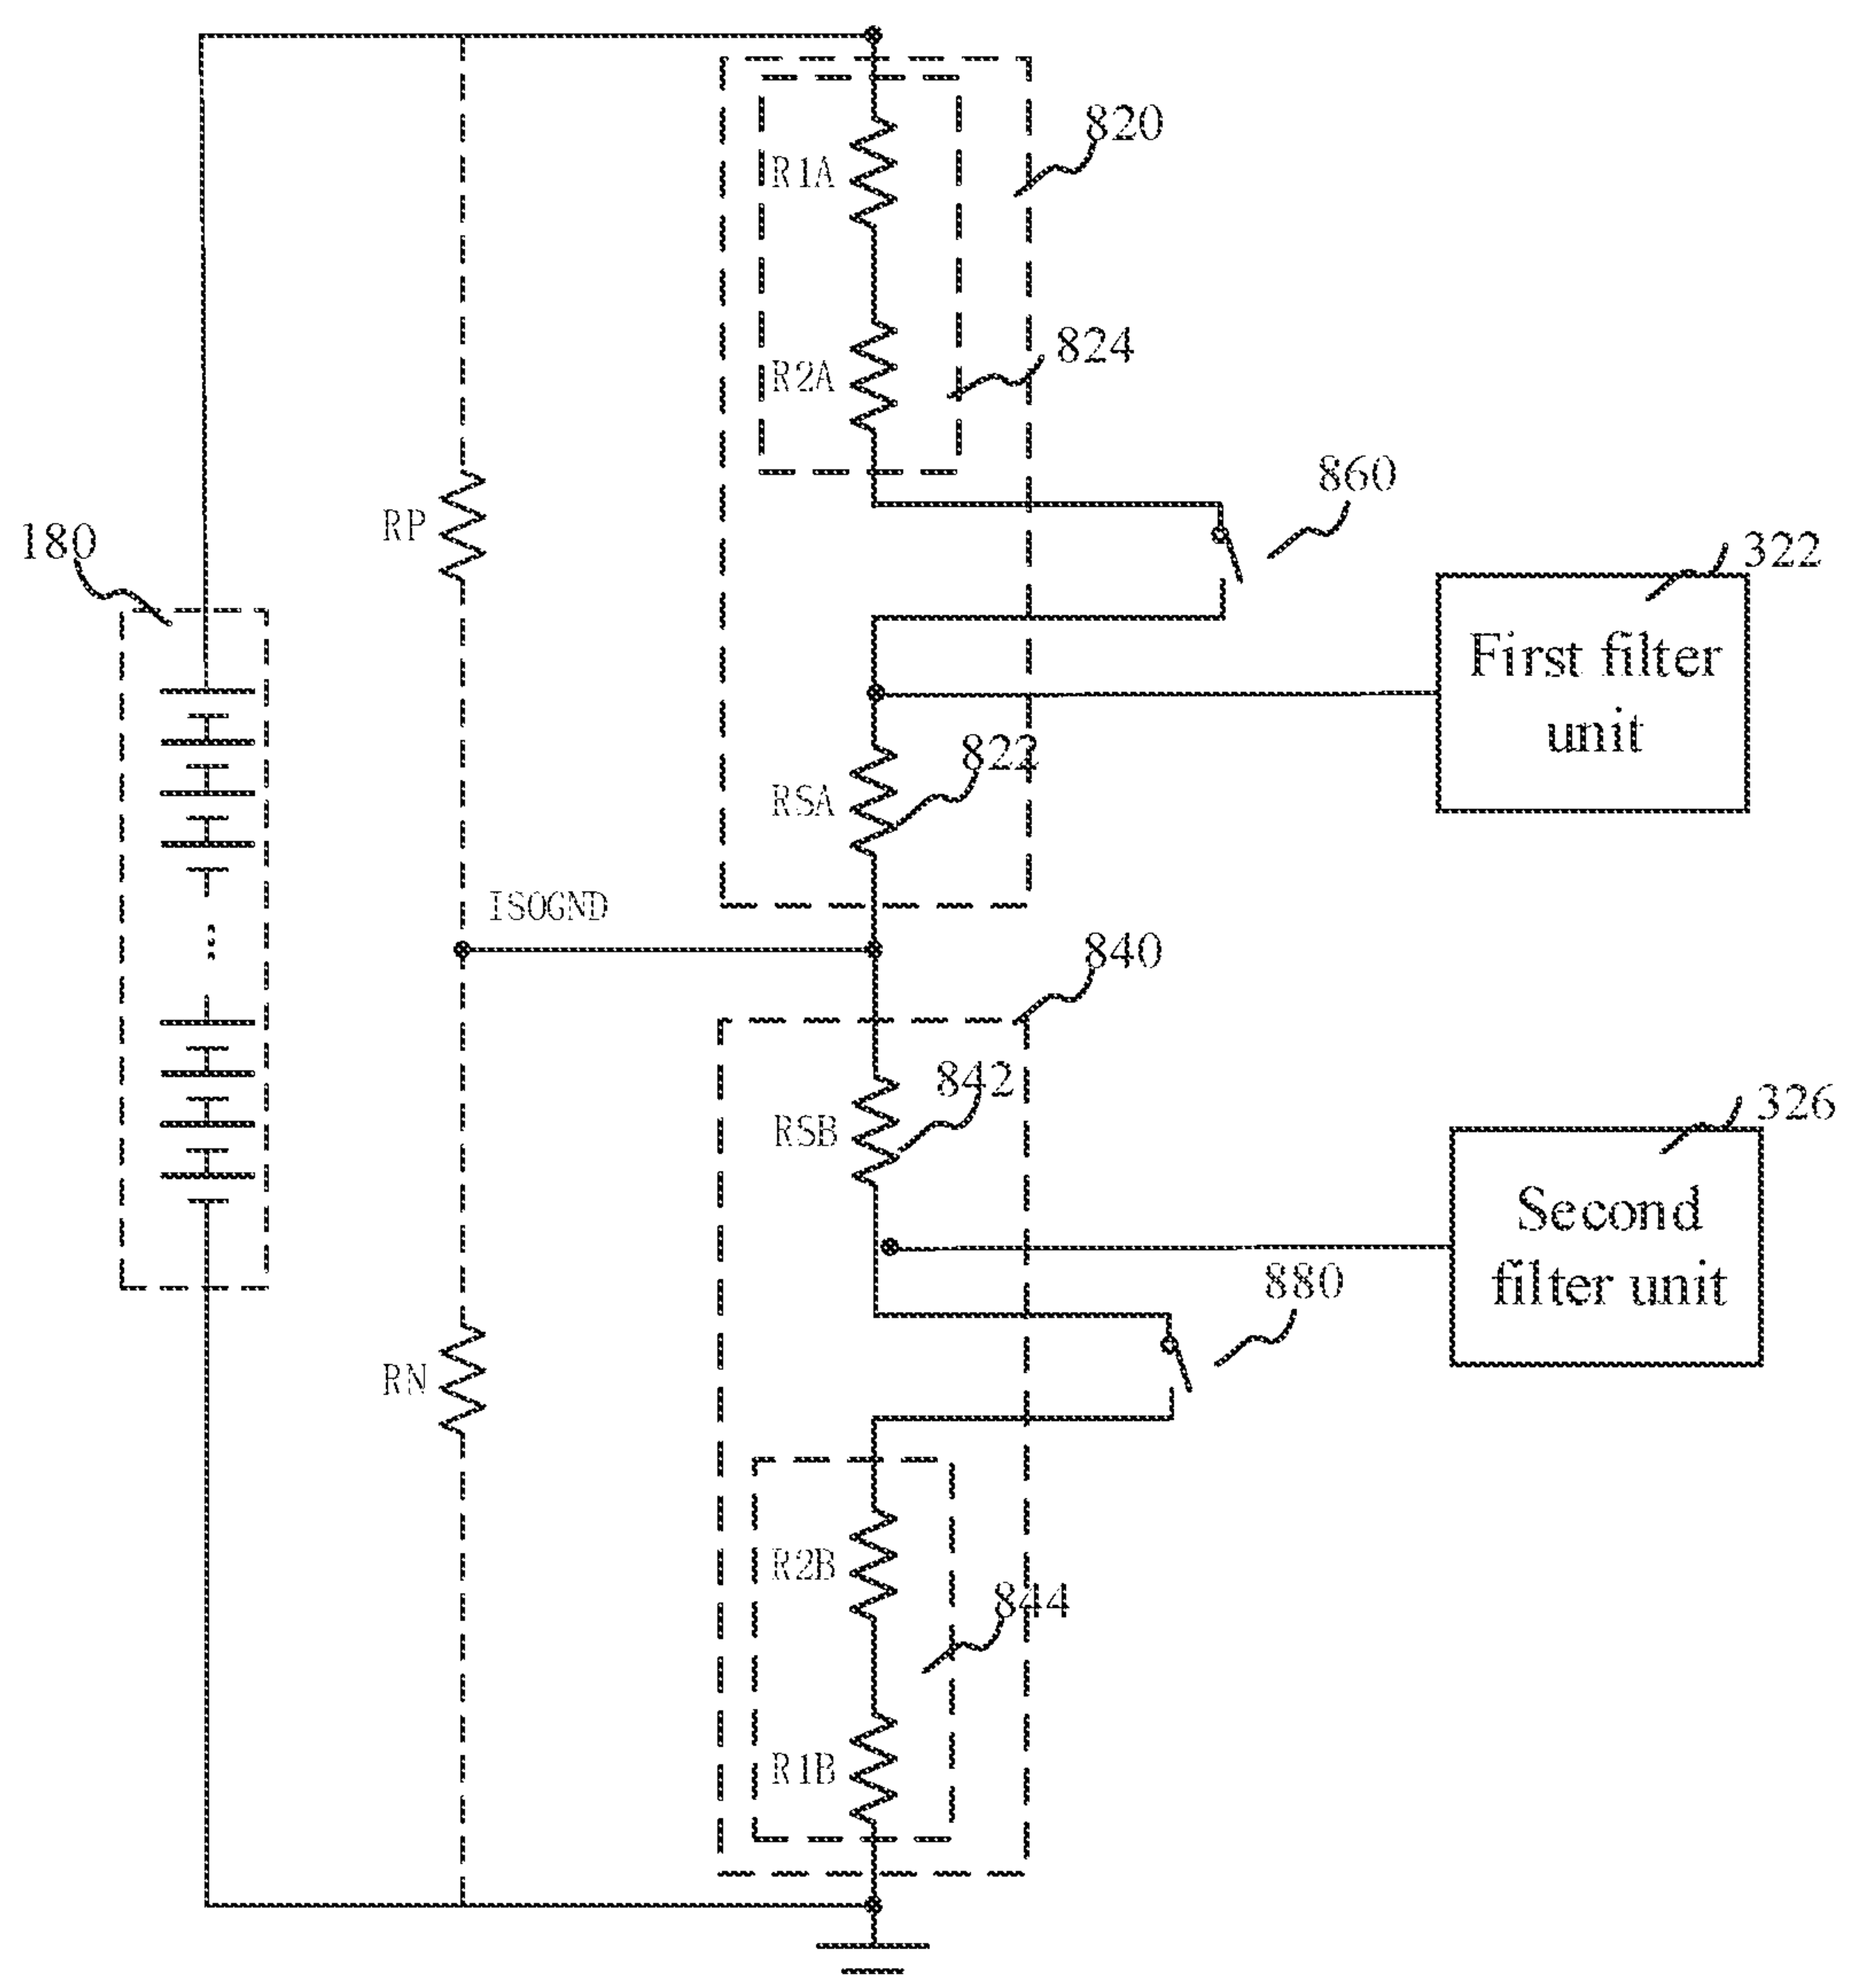 820
R1A
824
R2A
860
RP
180
322
First filter
unit
822
RSA
ISOGND
840
842
RSB
326
Second
filter unit
880
RN
R2B
844
R1B